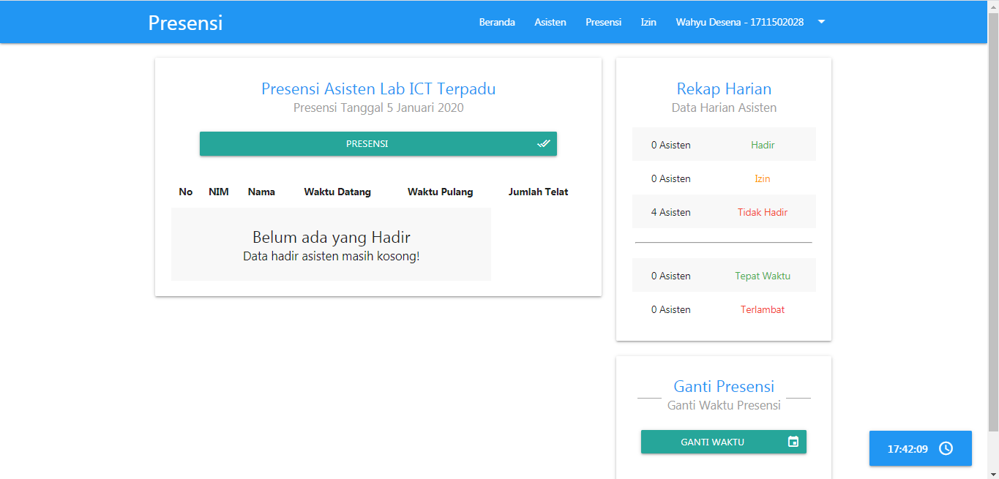 Presensi
Beranda Asisten Presensi Izin Wahyu Desena - 1711502028
Presensi Asisten Lab ICT Terpadu
Presensi Tanggal 5 Januari 2020
PRESENSI
No NIM Nama Waktu Datang Waktu Pulang Jumlah Telat
Belum ada yang Hadir
Data hadir asisten masih kosong!
Rekap Harian
Data Harian Asisten
0 Asisten Hadir
0 Asisten Izin
4 Asisten Tidak Hadir
0 Asisten Tepat Waktu
0 Asisten Terlambat
Ganti Presensi
Ganti Waktu Presensi
GANTI WAKTU
17:42:09